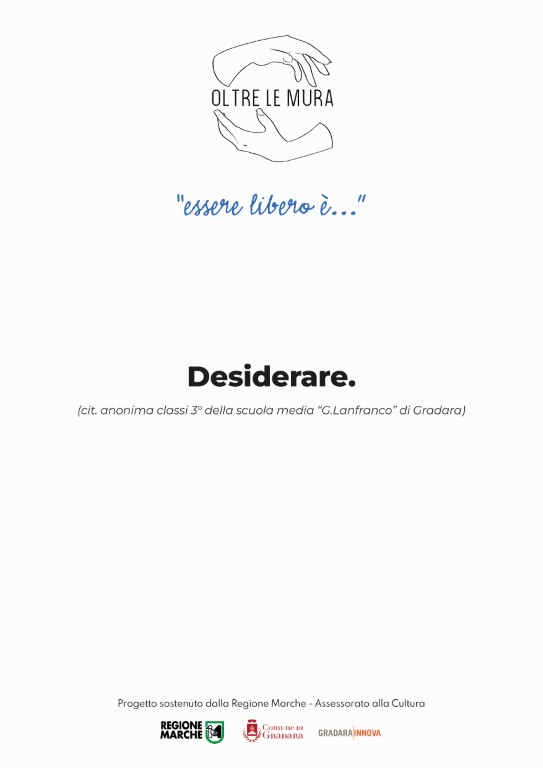 OLTRE LE MURA
"essere libero è..."
Desiderare.
(cit. anonima classi 3° della scuola media “G.Lanfranco” di Gradara)
Progetto sostenuto dalla Regione Marche - Assessorato alla Cultura
REGIONE
MARCHE
Comune di
Gradara
GRADARA INNOVA